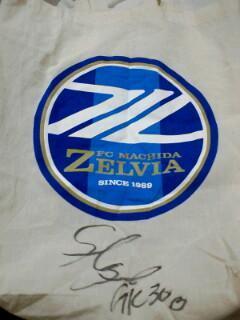 FC MACHIDA
ZELVIA
SINCE 1989
GK30